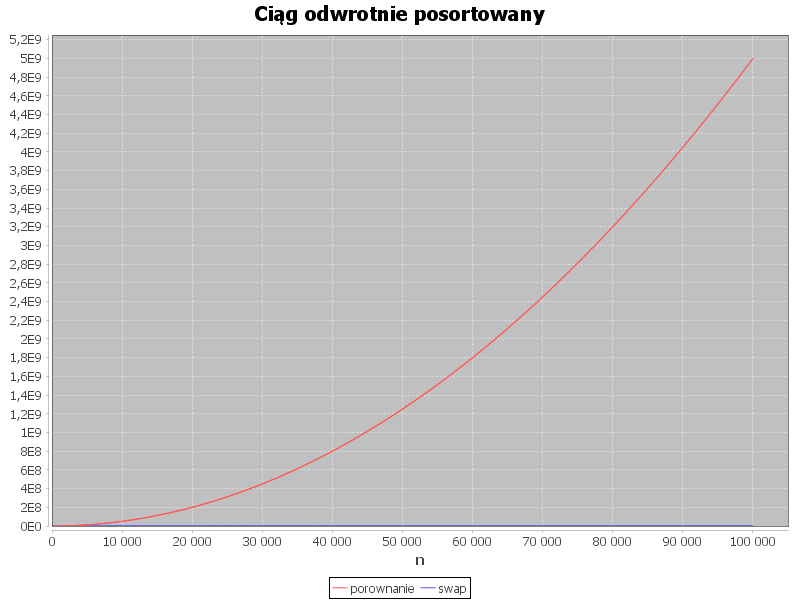 Ciąg odwrotnie posortowany
5,2E9
5E9
4,8E9
4,6E9
4,4E9
4,2E9
4E9
3,8E9
3,6E9
3,4E9
3,2E9
3E9
2,8E9
2,6E9
2,4E9
2,2E9
2E9
1,8E9
1,6E9
1,4E9
1,2E9
1E9
8E8
6E8
4E8
2E8
0E0
0 10 000 20 000 30 000 40 000 50 000 60 000 70 000 80 000 90 000 100 000
n
porownanie swap